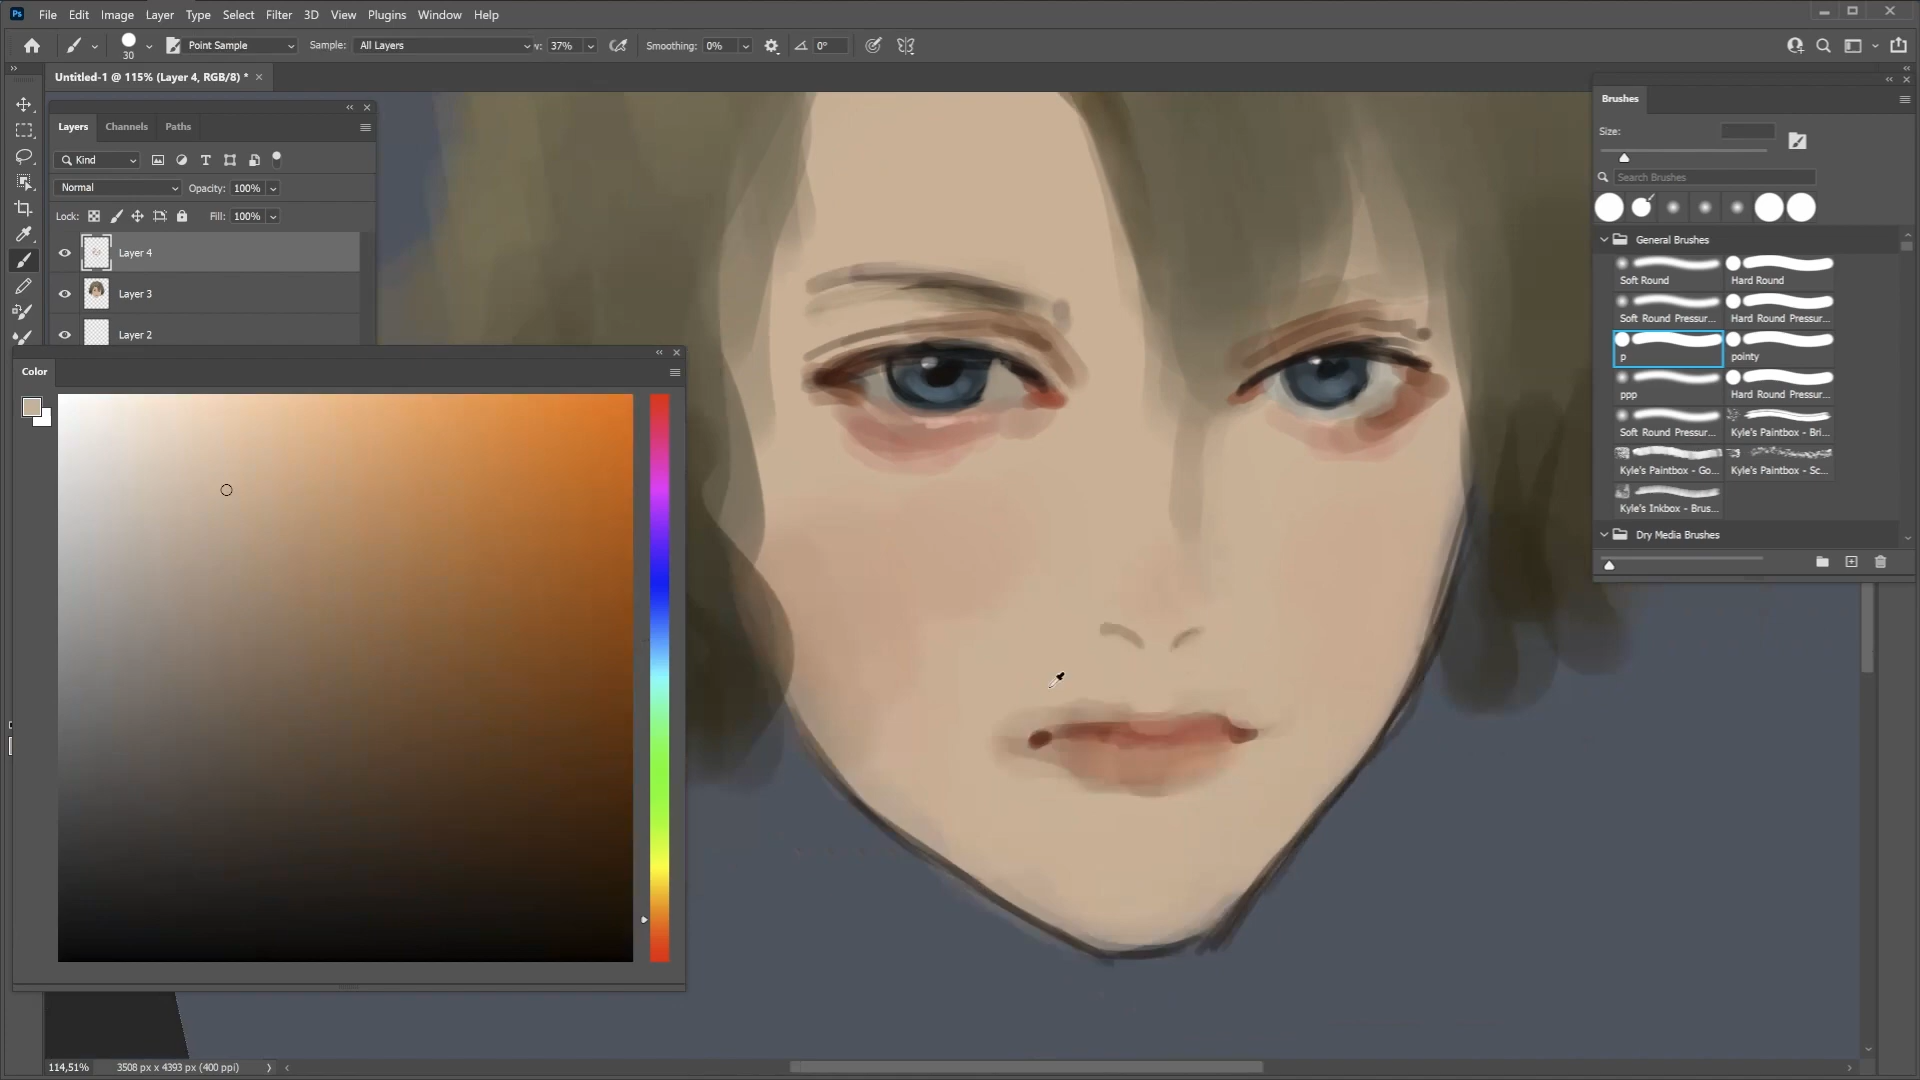 Ps File Edit Image Layer Type Select Filter 3D View Plugins Window Help
30 Point Sample Sample: All Layers 37% Smoothing: 0% 0°
Untitled-1 @ 115% (Layer 4, RGB/8) *
Layers Channels Paths
Kind
Normal Opacity: 100%
Lock: Fill: 100%
Layer 4
Layer 3
Layer 2
Color
Brushes
Size:
Search Brushes
General Brushes
Soft Round Hard Round
Soft Round Pressur... Hard Round Pressur...
p pointy
ppp Hard Round Pressur...
Soft Round Pressur... Kyle's Paintbox - Bri...
Kyle's Paintbox - Go... Kyle's Paintbox - Sc...
Kyle's Inkbox - Brus...
Dry Media Brushes
114,51% 3508 px x 4393 px (400 ppi)